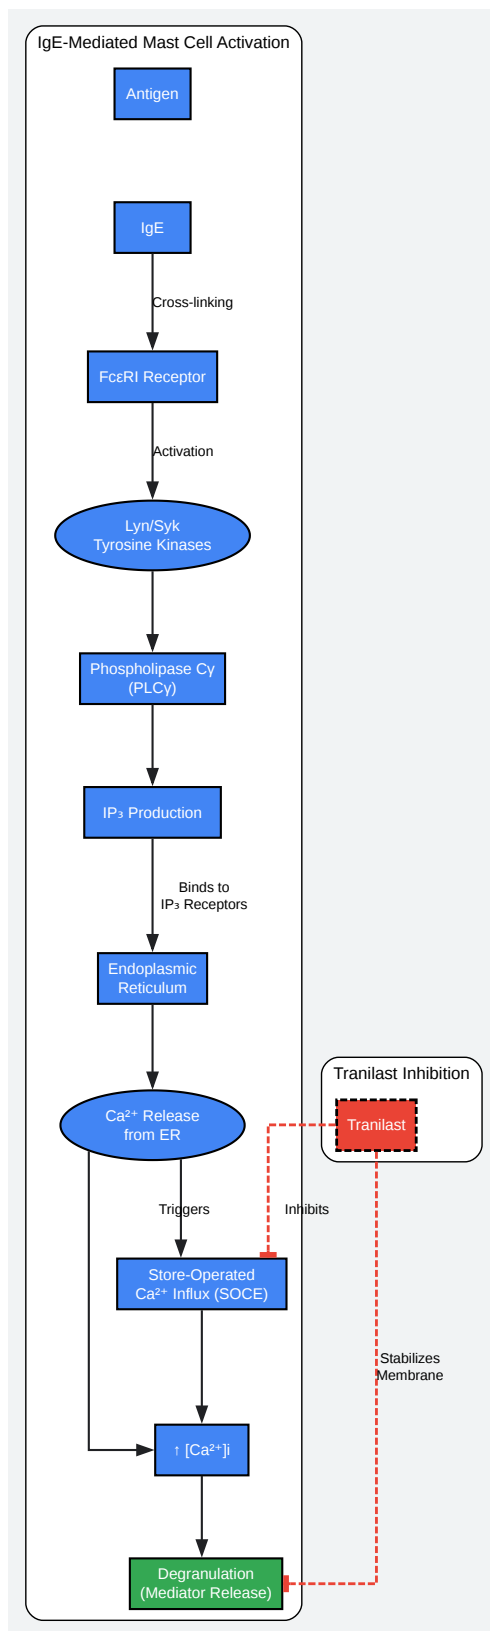 IgE-Mediated Mast Cell Activation
Antigen
IgE
Cross-linking
FcεRI Receptor
Activation
Lyn/Syk
Tyrosine Kinases
Phospholipase Cγ
(PLCγ)
IP₃ Production
Binds to
IP₃ Receptors
Endoplasmic
Reticulum
Tranilast Inhibition
Ca²⁺ Release
from ER
Tranilast
Triggers
Inhibits
Store-Operated
Ca²⁺ Influx (SOCE)
Stabilizes
Membrane
↑ [Ca²⁺]i
Degranulation
(Mediator Release)